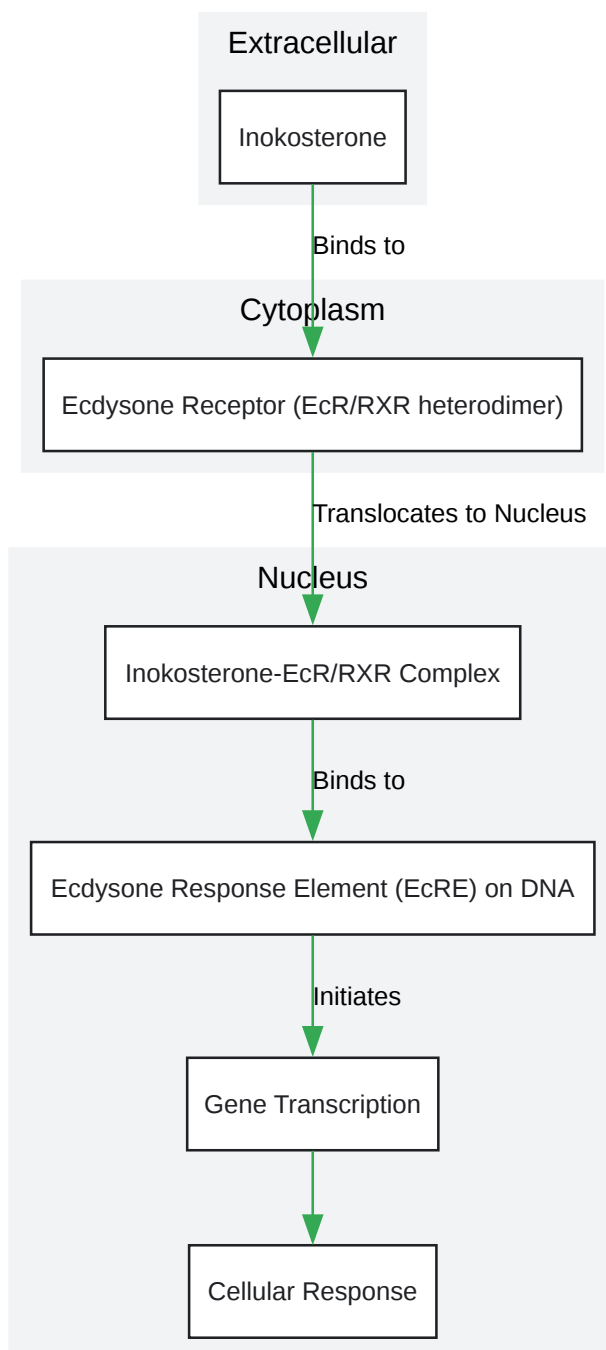 Extracellular
Inokosterone
Binds to
Cytoplasm
Ecdysone Receptor (EcR/RXR heterodimer)
Translocates to Nucleus
Nucleus
Inokosterone-EcR/RXR Complex
Binds to
Ecdysone Response Element (EcRE) on DNA
Initiates
Gene Transcription
Cellular Response